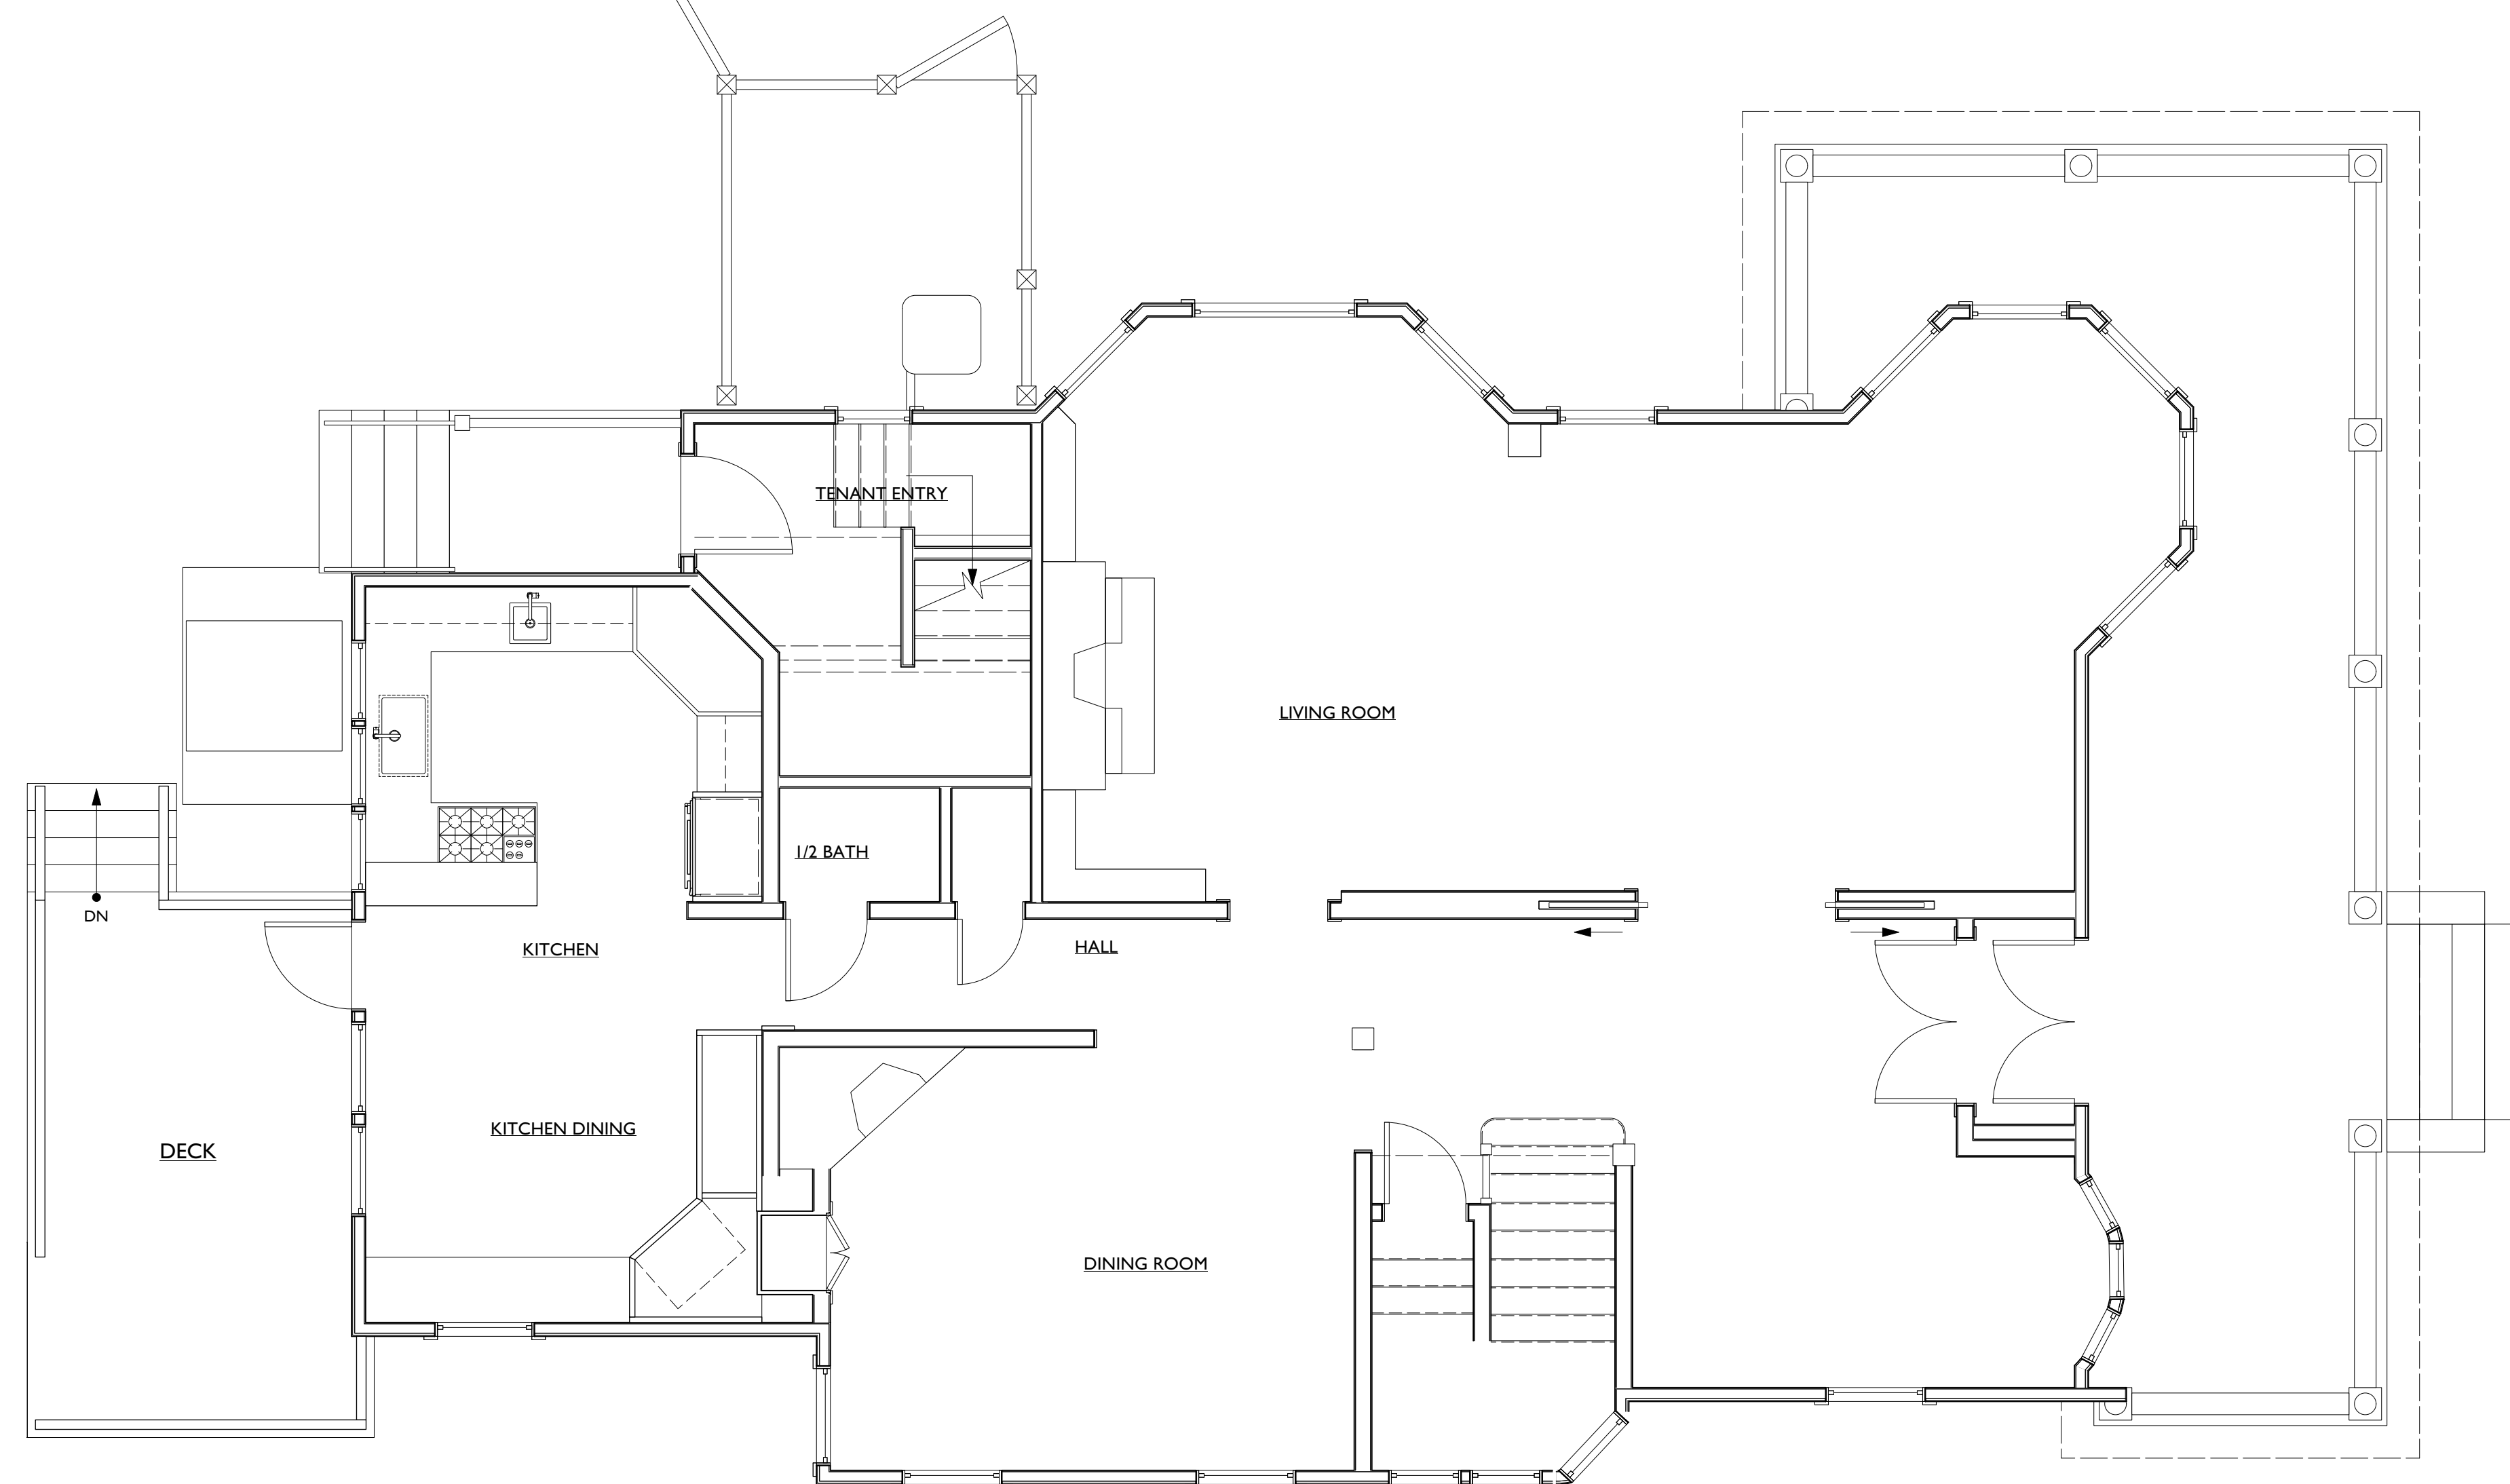 TENANT ENTRY
LIVING ROOM
1/2 BATH
DN
KITCHEN
HALL
KITCHEN DINING
DECK
DINING ROOM